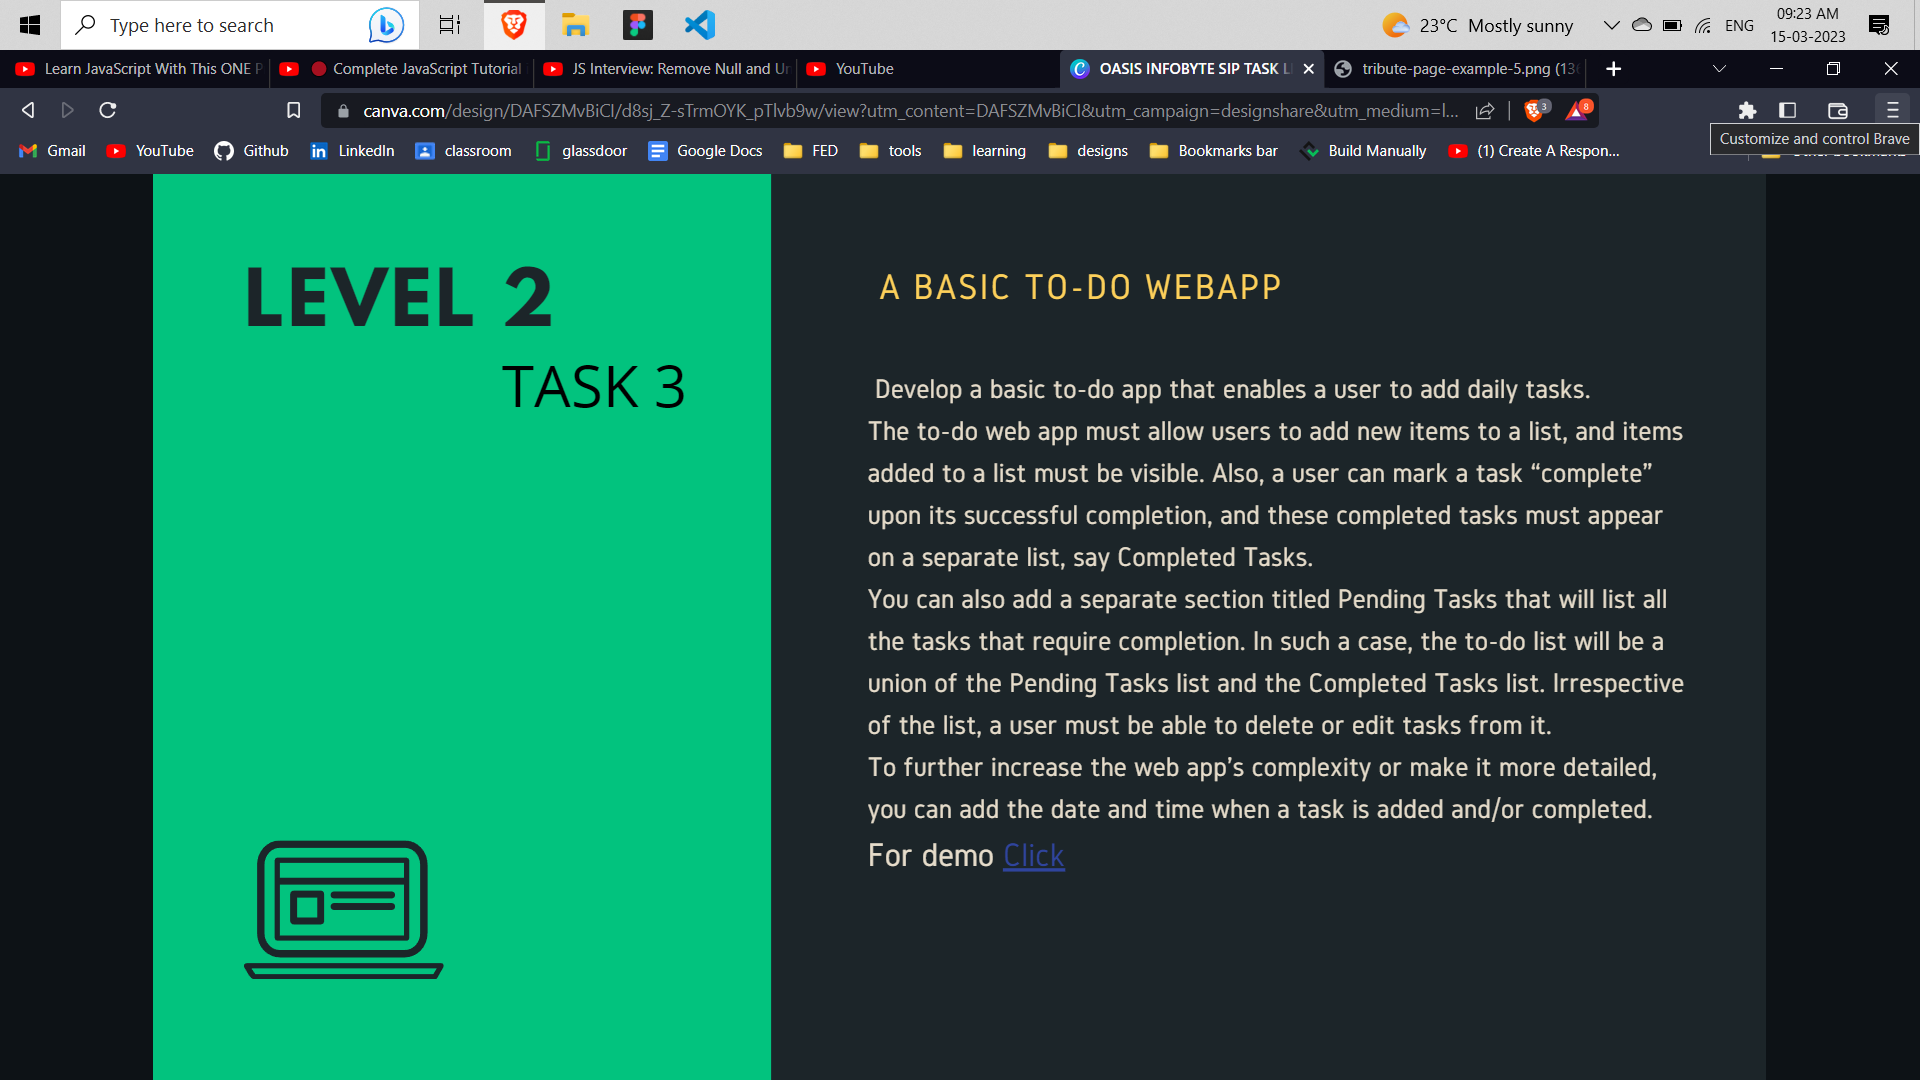 Type here to search
23°C Mostly sunny
ENG
09:23 AM
15-03-2023
Learn JavaScript With This ONE P
Complete JavaScript Tutorial
JS Interview: Remove Null and Un
YouTube
OASIS INFOBYTE SIP TASK L
tribute-page-example-5.png (136
canva.com/design/DAFSZMvBiCI/d8sj_Z-sTrmOYK_pTlvb9w/view?utm_content=DAFSZMvBiCI&utm_campaign=designshare&utm_medium=l...
3
8
Gmail
YouTube
Github
LinkedIn
classroom
glassdoor
Google Docs
FED
tools
learning
designs
Bookmarks bar
Build Manually
(1) Create A Respon...
Customize and control Brave
LEVEL 2
TASK 3
A BASIC TO-DO WEBAPP
Develop a basic to-do app that enables a user to add daily tasks.
The to-do web app must allow users to add new items to a list, and items
added to a list must be visible. Also, a user can mark a task “complete”
upon its successful completion, and these completed tasks must appear
on a separate list, say Completed Tasks.
You can also add a separate section titled Pending Tasks that will list all
the tasks that require completion. In such a case, the to-do list will be a
union of the Pending Tasks list and the Completed Tasks list. Irrespective
of the list, a user must be able to delete or edit tasks from it.
To further increase the web app’s complexity or make it more detailed,
you can add the date and time when a task is added and/or completed.
For demo Click